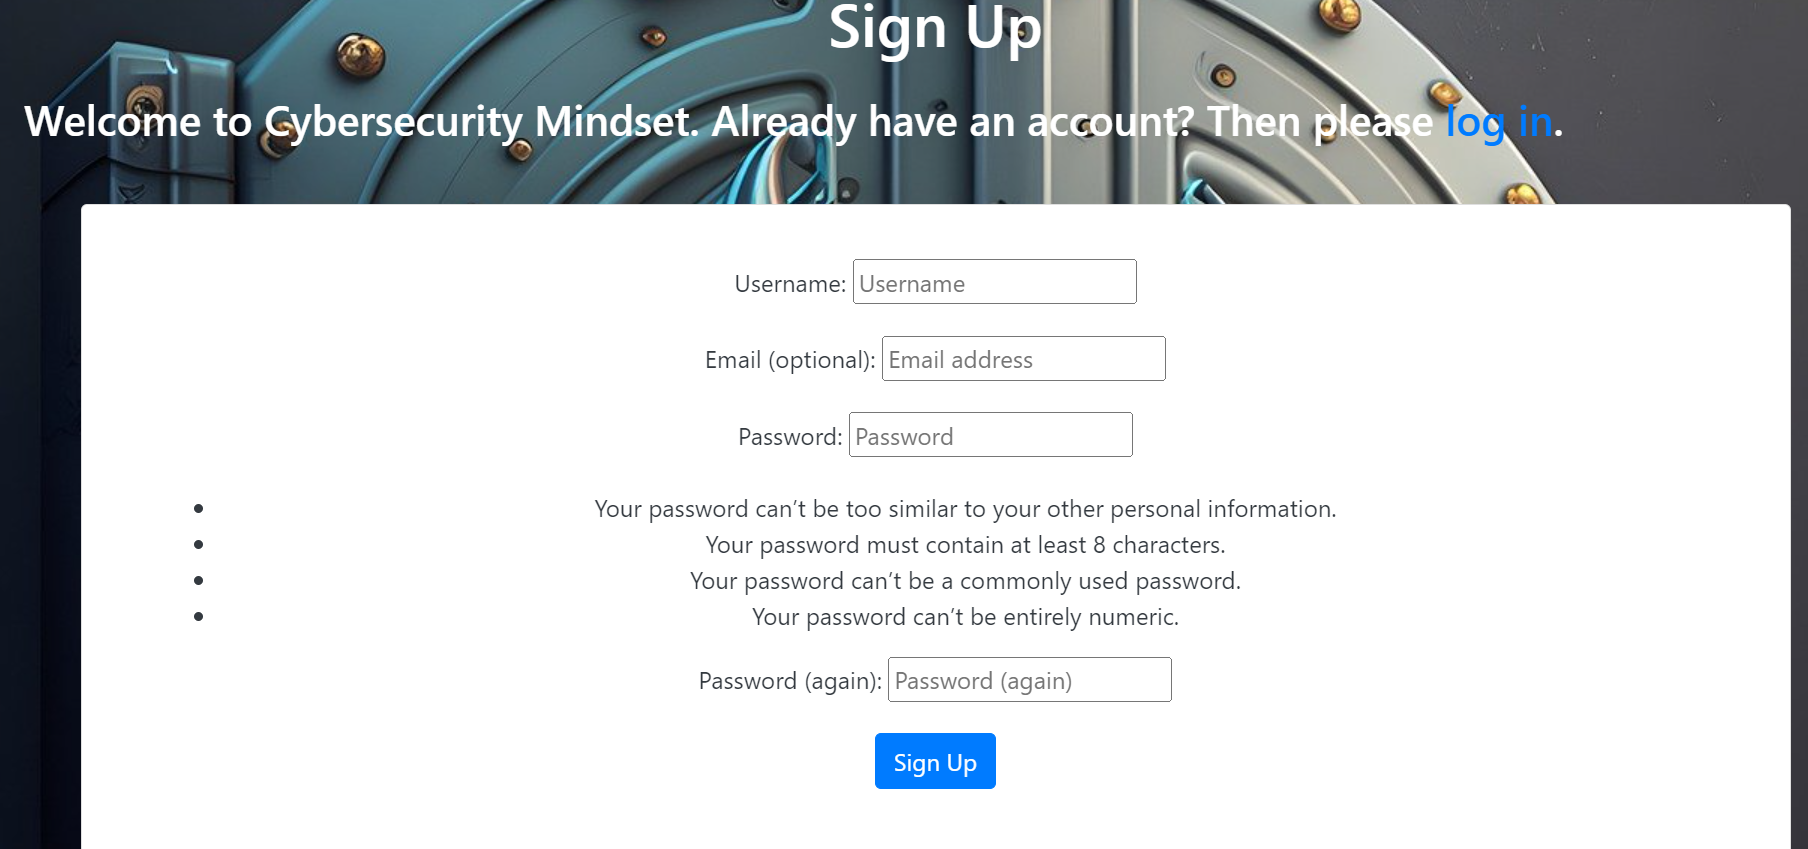 Sign Up
Welcome to Cybersecurity Mindset. Already have an account? Then please log in.
Username: Username
Email (optional): Email address
Password: Password
• Your password can’t be too similar to your other personal information.
• Your password must contain at least 8 characters.
• Your password can’t be a commonly used password.
• Your password can’t be entirely numeric.
Password (again): Password (again)
Sign Up